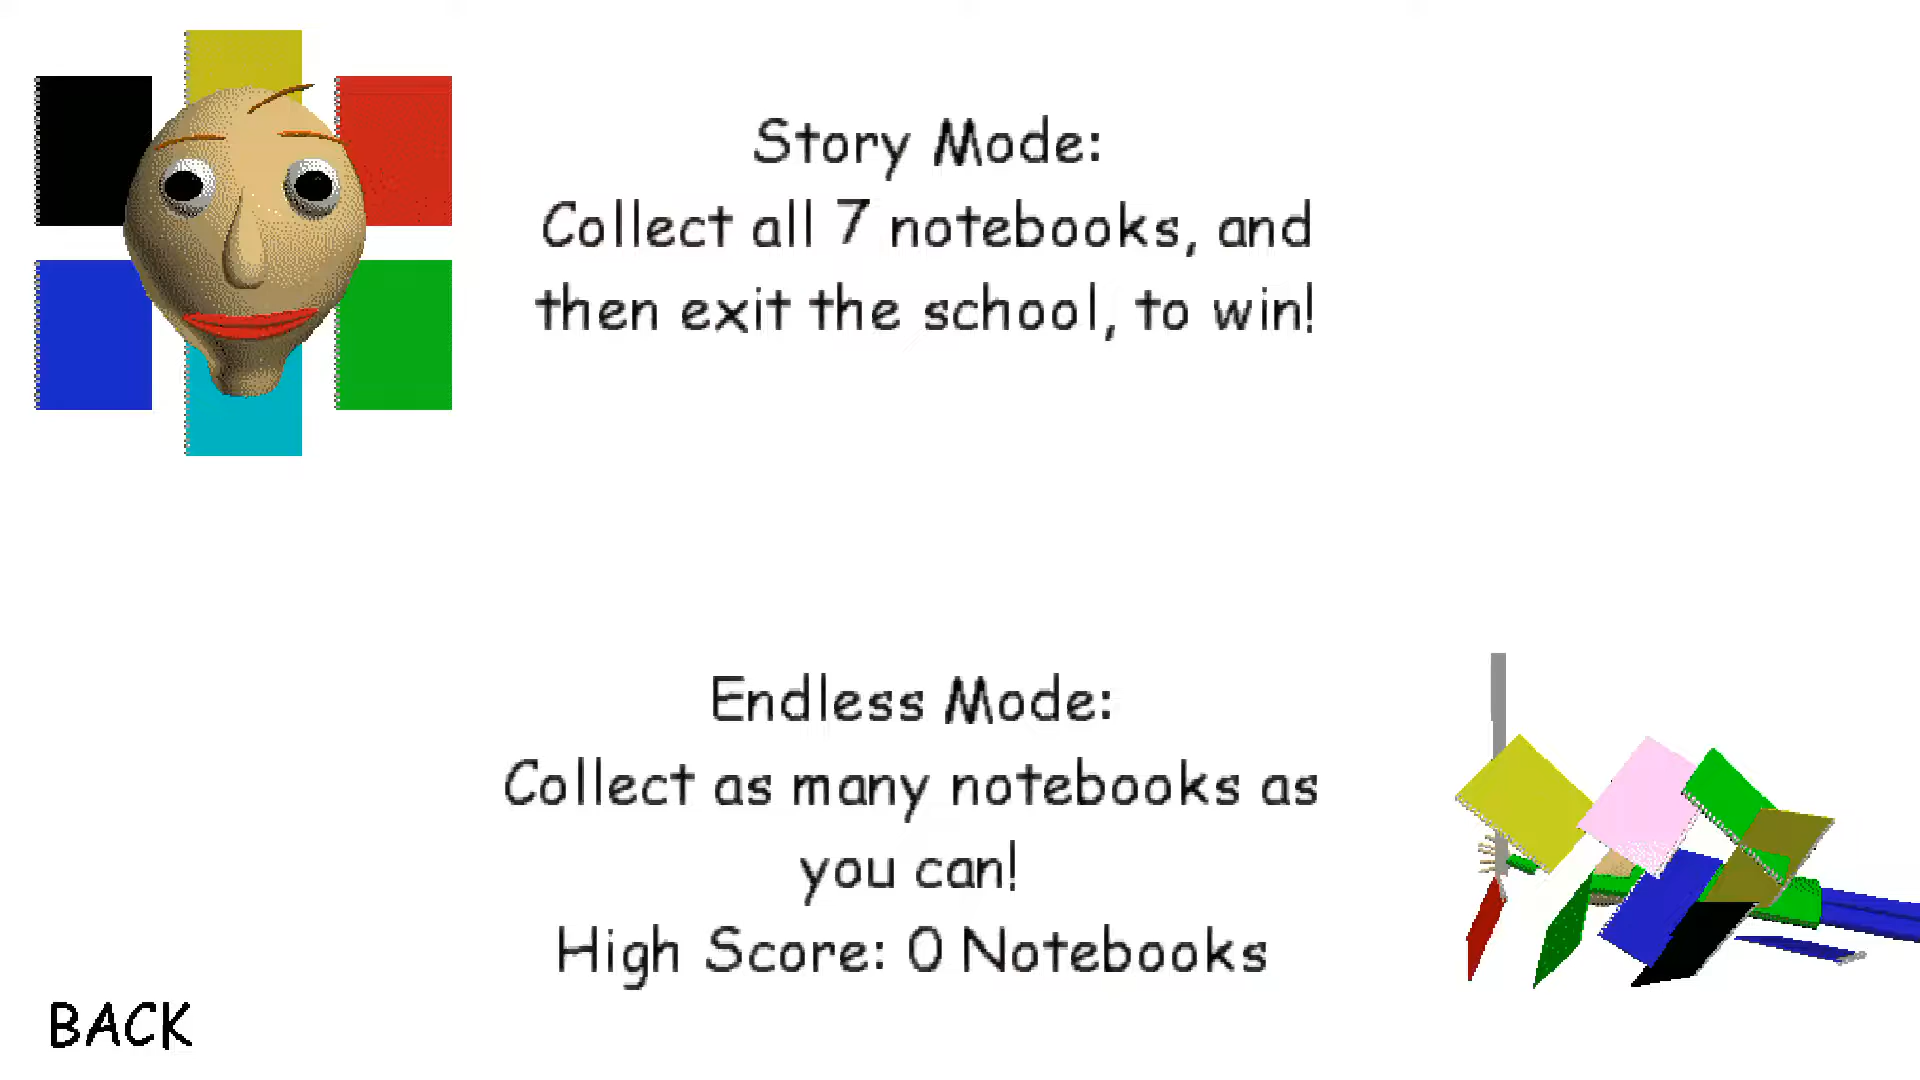 Story Mode:
Collect all 7 notebooks, and
then exit the school, to win!
Endless Mode:
Collect as many notebooks as
you can!
High Score: 0 Notebooks
BACK